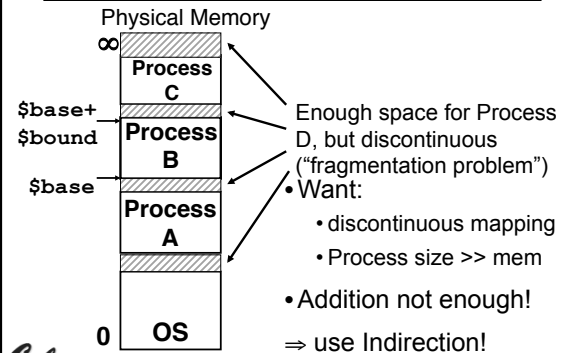 Physical Memory
∞
Process
C
$base+
$bound
Process
B
$base
Process
A
0
OS
Enough space for Process
D, but discontinuous
(“fragmentation problem”)
•Want:
• discontinuous mapping
• Process size >> mem
•Addition not enough!
⇒ use Indirection!